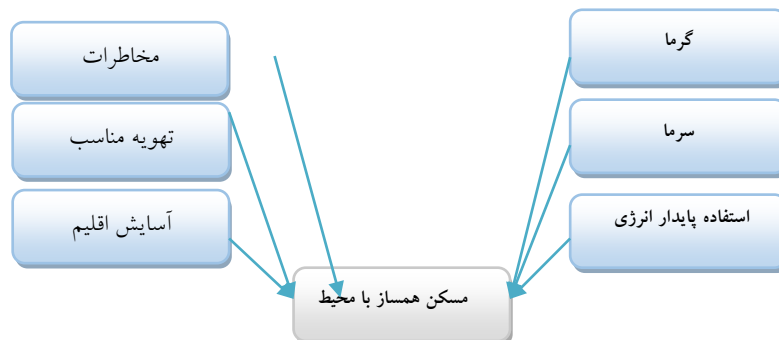 گرما
مخاطرات
سرما
تهویه مناسب
استفاده پایدار انرژی
آسایش اقلیم
مسکن همساز با محیط